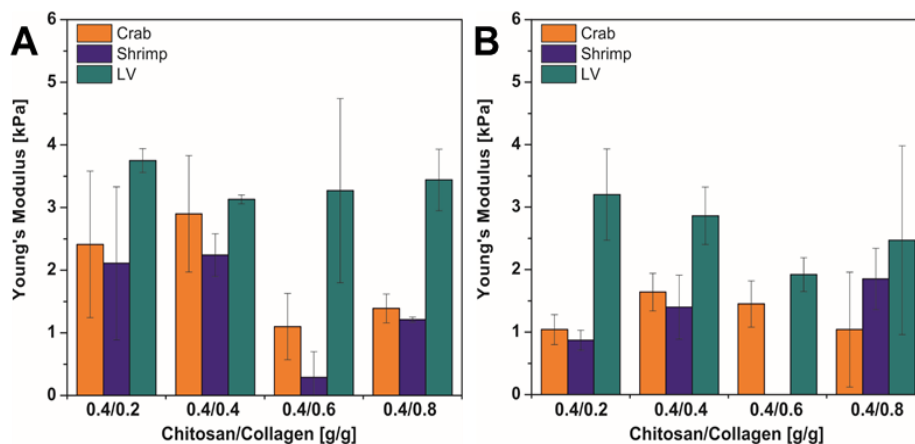 A
Crab
Shrimp
LV
Young's Modulus [kPa]
6
5
4
3
2
1
0
0.4/0.2 0.4/0.4 0.4/0.6 0.4/0.8
Chitosan/Collagen [g/g]
B
Crab
Shrimp
LV
Young's Modulus [kPa]
6
5
4
3
2
1
0
0.4/0.2 0.4/0.4 0.4/0.6 0.4/0.8
Chitosan/Collagen [g/g]